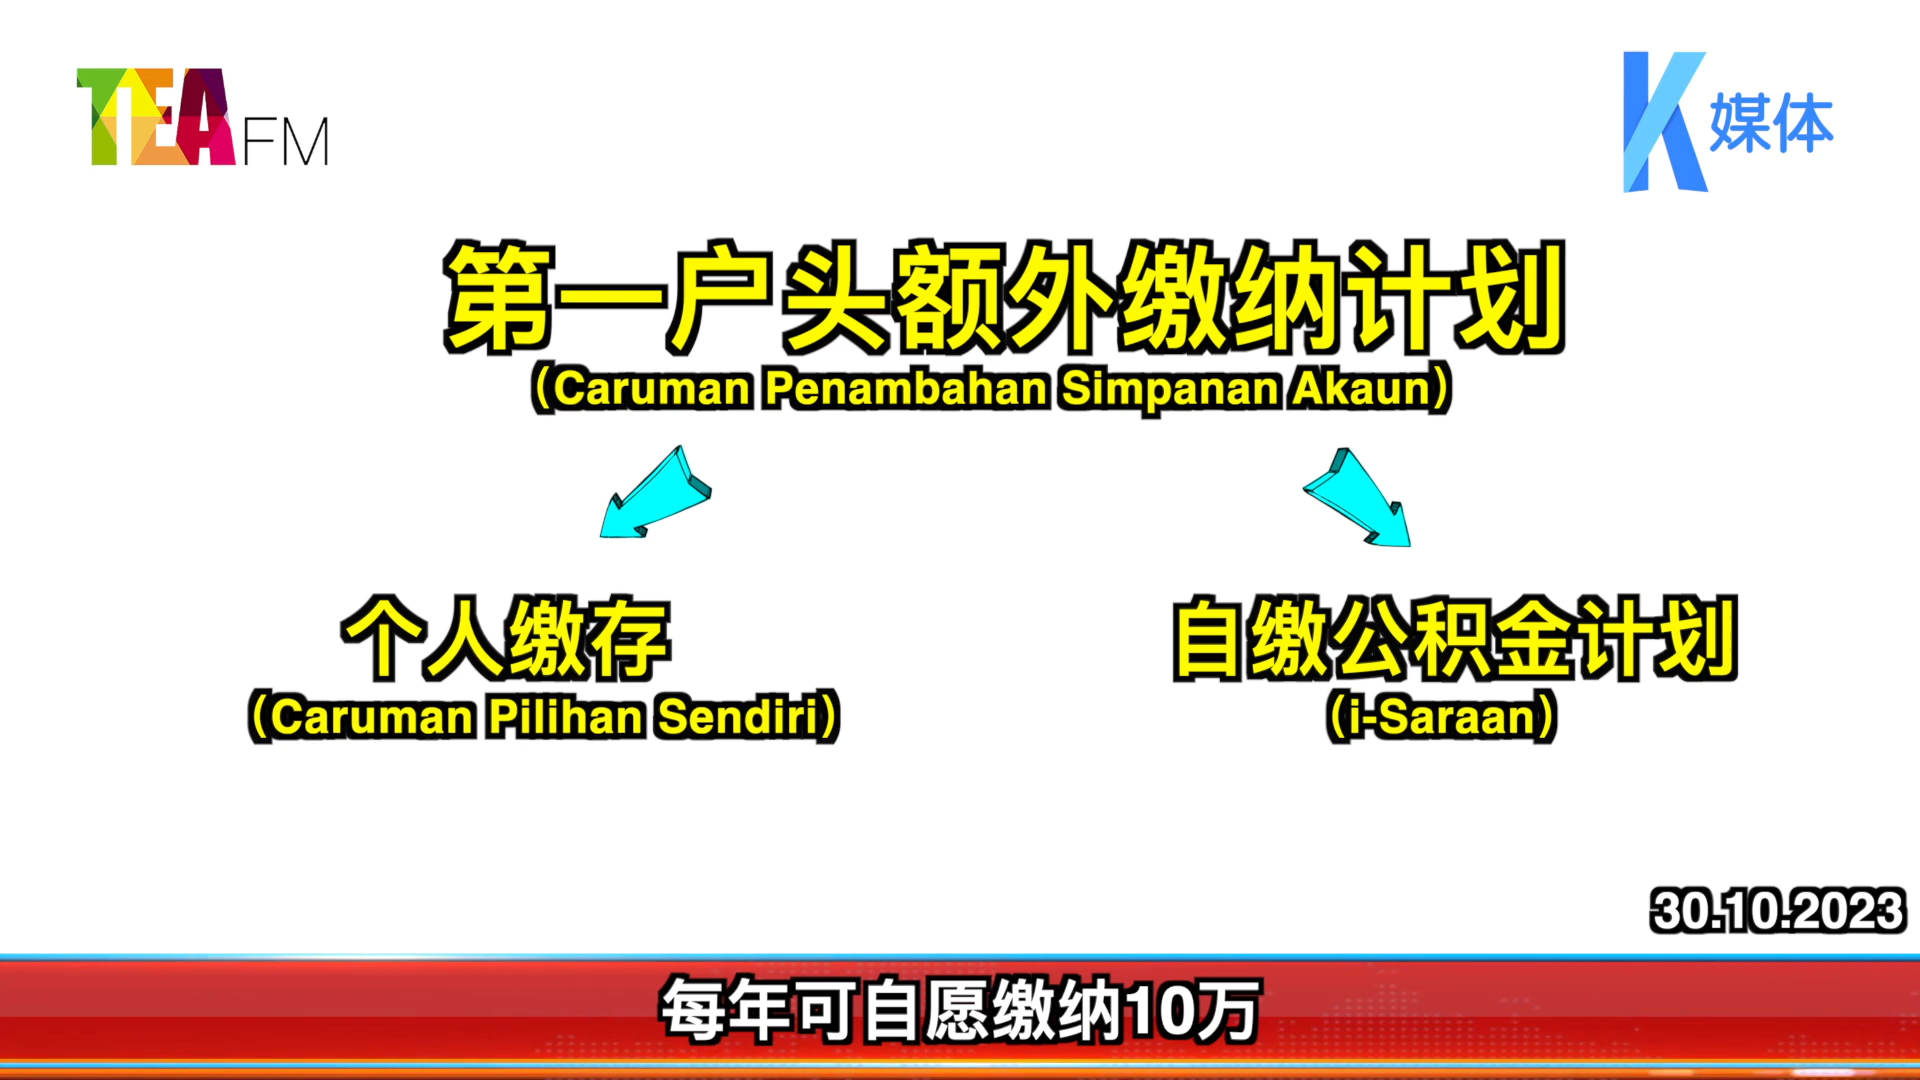 TEA FM
K 媒体
第一户头额外缴纳计划
（Caruman Penambahan Simpanan Akaun）
个人缴存
（Caruman Pilihan Sendiri）
自缴公积金计划
（i-Saraan）
30.10.2023
每年可自愿缴纳10万